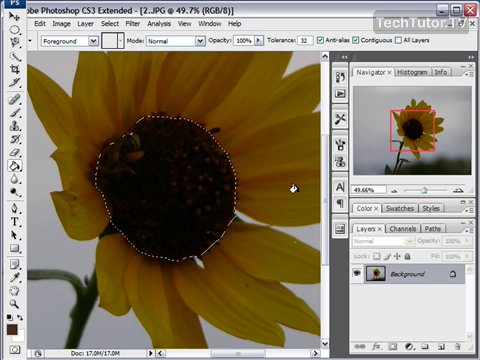 TechTutor.
dobe Photoshop CS3 Extended - [2.JPG @ 49.7% (RGB/8)]
Edit Image Layer Select Filter Analysis View Window Help
Foreground Mode: Normal Opacity: 100% Tolerance: 32 Anti-alias Contiguous All Layers
Navigator × Histogram Info
49.66%
Color × Swatches Styles
Layers × Channels Paths
Normal Opacity: 100%
Lock: Fill: 100%
Background
Doc: 17.0M/17.0M